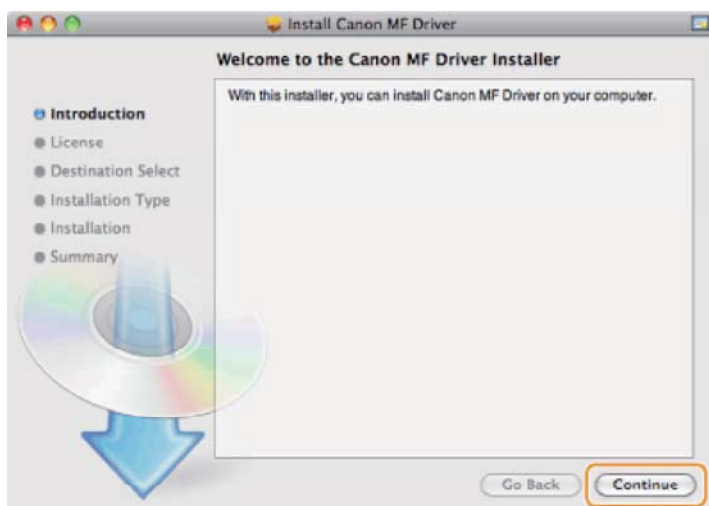 Install Canon MF Driver
Welcome to the Canon MF Driver Installer
Introduction
License
Destination Select
Installation Type
Installation
Summary
With this installer, you can install Canon MF Driver on your computer.
Go Back
Continue